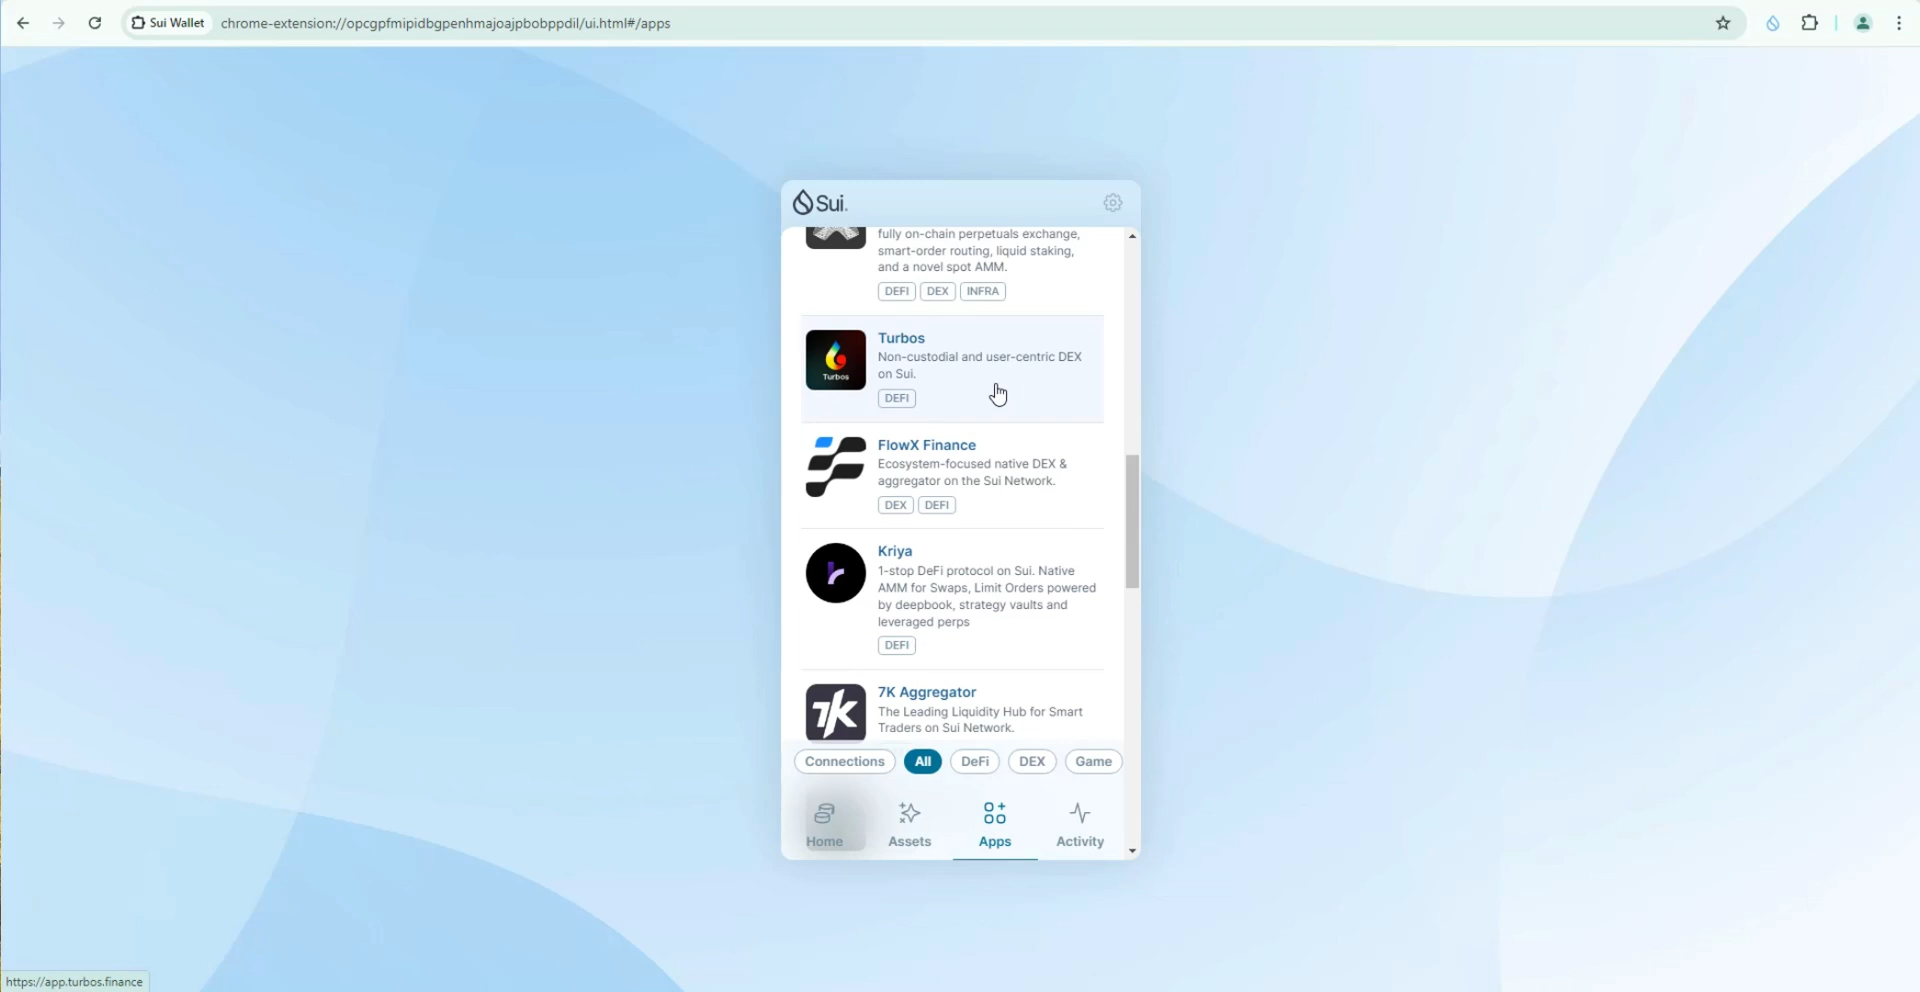 Sui Wallet
chrome-extension://opcgpfmipidbgpenhmajoajpbobppdil/ui.html#/apps
Sui.
fully on-chain perpetuals exchange,
smart-order routing, liquid staking,
and a novel spot AMM.
DEFI DEX INFRA
Turbos
Turbos
Non-custodial and user-centric DEX
on Sui.
DEFI
FlowX Finance
Ecosystem-focused native DEX &
aggregator on the Sui Network.
DEX DEFI
Kriya
1-stop DeFi protocol on Sui. Native
AMM for Swaps, Limit Orders powered
by deepbook, strategy vaults and
leveraged perps
DEFI
7K
7K Aggregator
The Leading Liquidity Hub for Smart
Traders on Sui Network.
Connections All DeFi DEX Game
Home Assets Apps Activity
https://app.turbos.finance